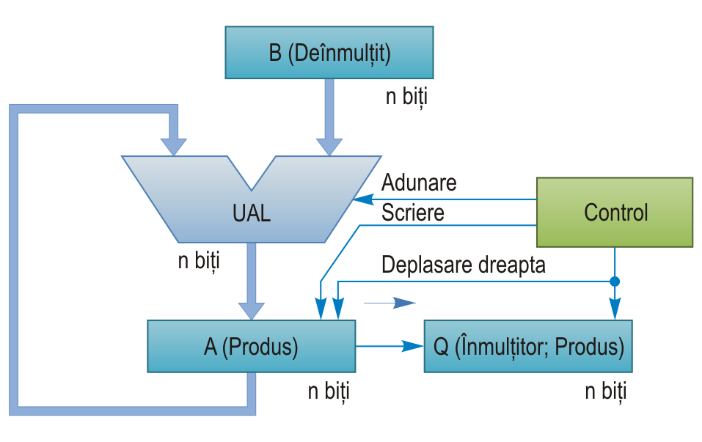 B (Deînmulțit)
n biți
Adunare
UAL
Scriere
Control
n biți
Deplasare dreapta
A (Produs)
Q (Înmulțitor; Produs)
n biți
n biți